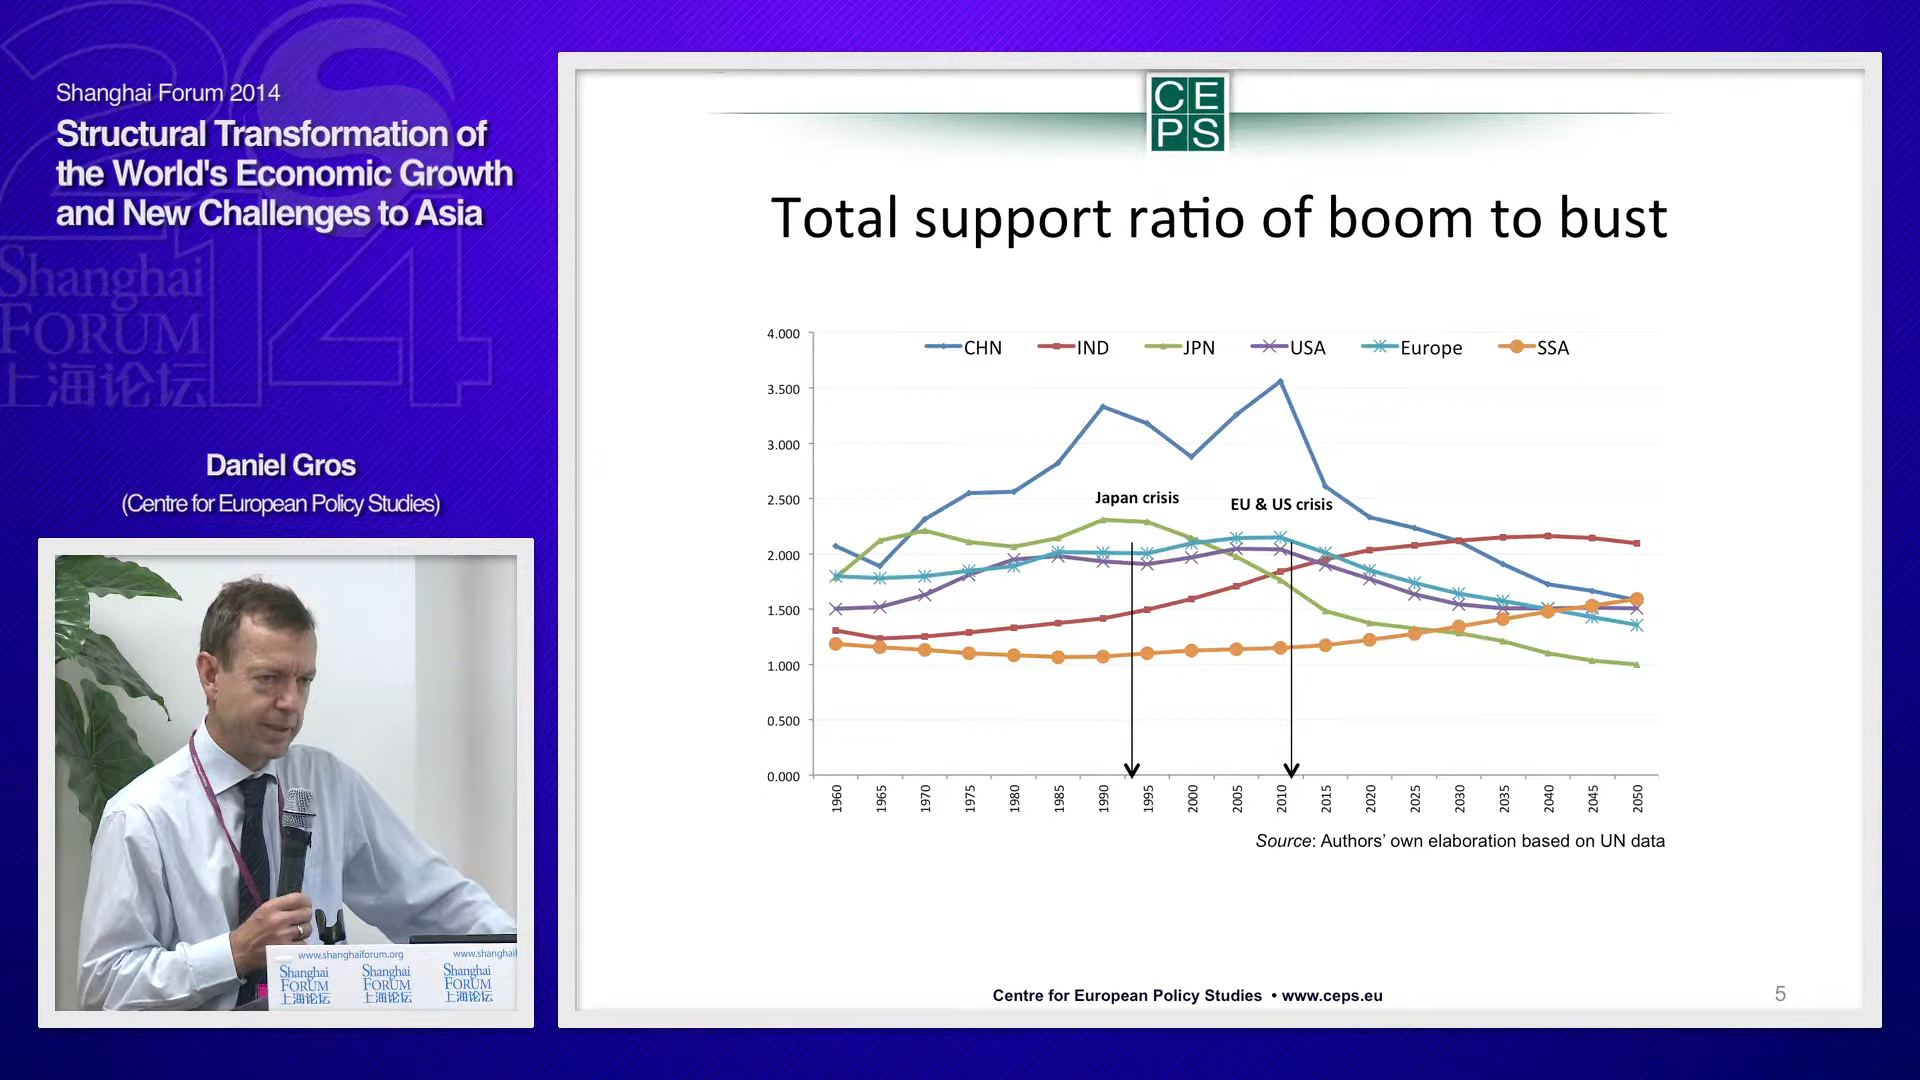 Shanghai Forum 2014
Structural Transformation of
the World's Economic Growth
and New Challenges to Asia
Shanghai
FORUM
上海论坛
2014
Daniel Gros
(Centre for European Policy Studies)
www.shanghaiforum.org
www.shanghaif
Shanghai Shanghai Shanghai
FORUM FORUM FORUM
上海论坛 上海论坛 上海论坛
CE
PS
Total support ratio of boom to bust
CHN IND JPN USA Europe SSA
4.000
3.500
3.000
2.500
2.000
1.500
1.000
0.500
0.000
Japan crisis
EU & US crisis
1960 1965 1970 1975 1980 1985 1990 1995 2000 2005 2010 2015 2020 2025 2030 2035 2040 2045 2050
Source: Authors’ own elaboration based on UN data
Centre for European Policy Studies • www.ceps.eu
5